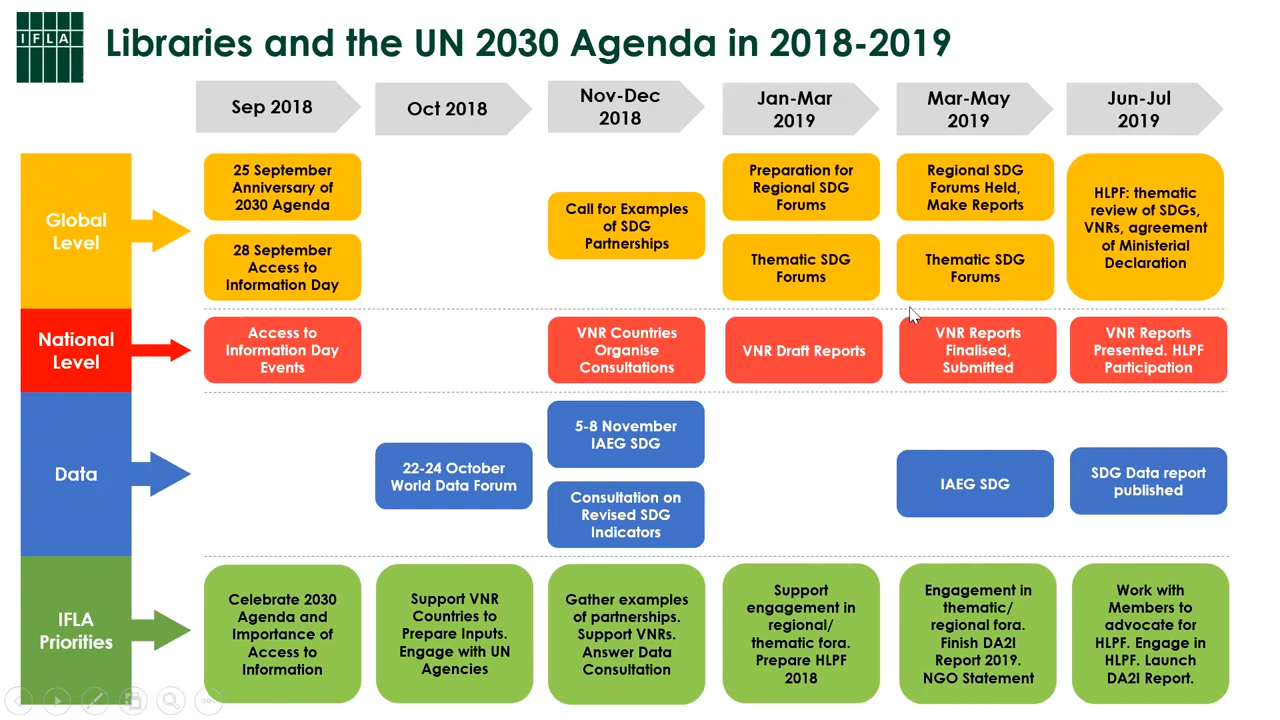 IFLA
Libraries and the UN 2030 Agenda in 2018-2019
Sep 2018
Oct 2018
Nov-Dec
2018
Jan-Mar
2019
Mar-May
2019
Jun-Jul
2019
Global
Level
25 September
Anniversary of
2030 Agenda
28 September
Access to
Information Day
Call for Examples
of SDG
Partnerships
Preparation for
Regional SDG
Forums
Thematic SDG
Forums
Regional SDG
Forums Held,
Make Reports
Thematic SDG
Forums
HLPF: thematic
review of SDGs,
VNRs, agreement
of Ministerial
Declaration
National
Level
Access to
Information Day
Events
VNR Countries
Organise
Consultations
VNR Draft Reports
VNR Reports
Finalised,
Submitted
VNR Reports
Presented. HLPF
Participation
Data
22-24 October
World Data Forum
5-8 November
IAEG SDG
Consultation on
Revised SDG
Indicators
IAEG SDG
SDG Data report
published
IFLA
Priorities
Celebrate 2030
Agenda and
Importance of
Access to
Information
Support VNR
Countries to
Prepare Inputs.
Engage with UN
Agencies
Gather examples
of partnerships.
Support VNRs.
Answer Data
Consultation
Support
engagement in
regional/
thematic fora.
Prepare HLPF
2018
Engagement in
thematic/
regional fora.
Finish DA2I
Report 2019.
NGO Statement
Work with
Members to
advocate for
HLPF. Engage in
HLPF. Launch
DA2I Report.